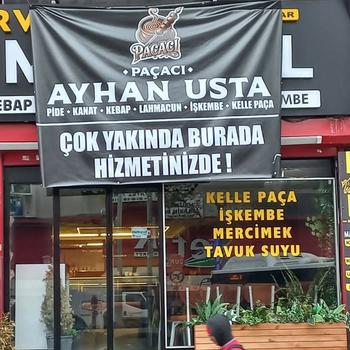 PAÇACI
• PAÇACI •
AYHAN USTA
PİDE • KANAT • KEBAP • LAHMACUN • İŞKEMBE • KELLE PAÇA
ÇOK YAKINDA BURADA
HİZMETİNİZDE !
KELLE PAÇA
İŞKEMBE
MERCİMEK
TAVUK SUYU